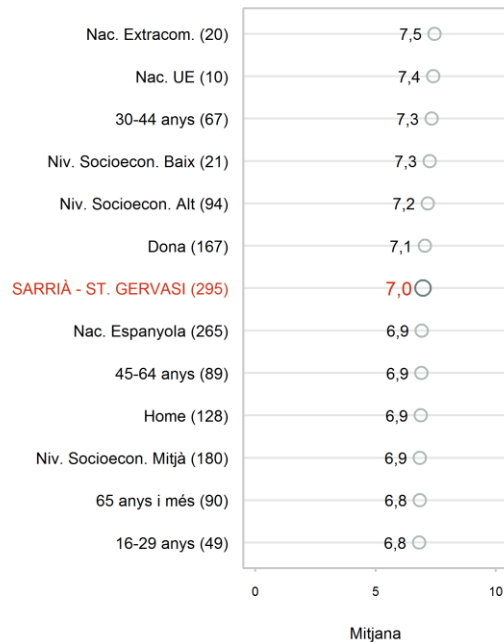 Nac. Extracom. (20) 7,5
Nac. UE (10) 7,4
30-44 anys (67) 7,3
Niv. Socioecon. Baix (21) 7,3
Niv. Socioecon. Alt (94) 7,2
Dona (167) 7,1
SARRIÀ - ST. GERVASI (295) 7,0
Nac. Espanyola (265) 6,9
45-64 anys (89) 6,9
Home (128) 6,9
Niv. Socioecon. Mitjà (180) 6,9
65 anys i més (90) 6,8
16-29 anys (49) 6,8
0 5 10
Mitjana